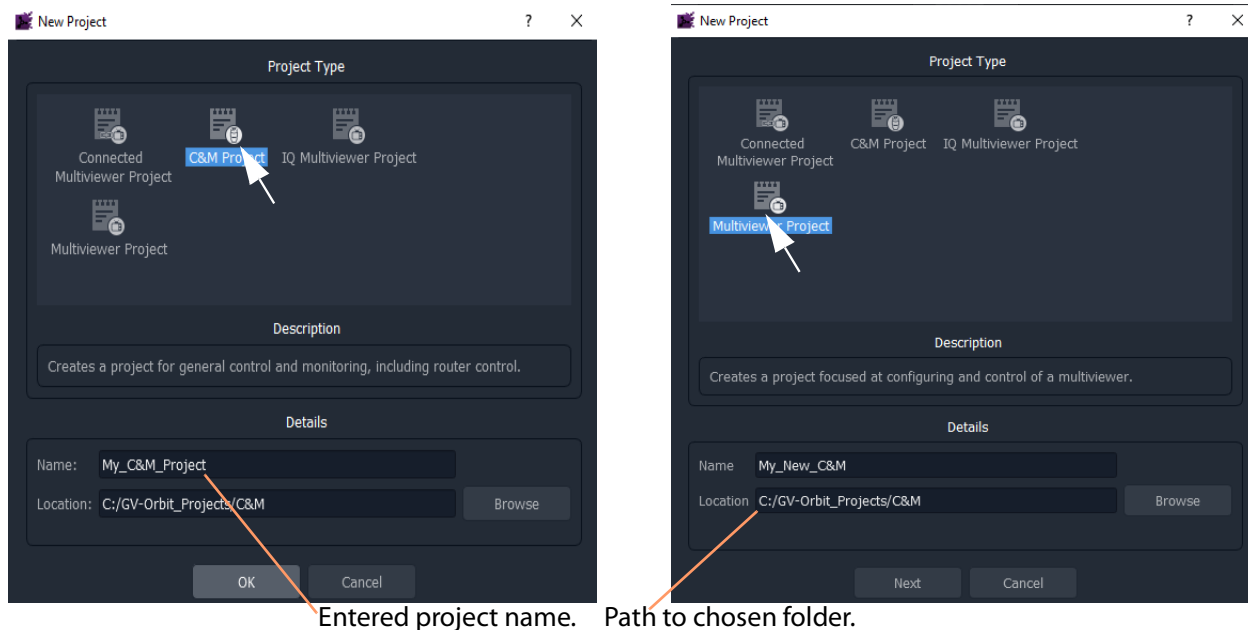 New Project
?
X
Project Type
Connected
Multiviewer Project
C&M Project
IQ Multiviewer Project
Multiviewer Project
Description
Creates a project for general control and monitoring, including router control.
Details
Name:
My_C&M_Project
Location:
C:/GV-Orbit_Projects/C&M
Browse
OK
Cancel
Entered project name.
New Project
?
X
Project Type
Connected
Multiviewer Project
C&M Project
IQ Multiviewer Project
Multiviewer Project
Description
Creates a project focused at configuring and control of a multiviewer.
Details
Name
My_New_C&M
Location
C:/GV-Orbit_Projects/C&M
Browse
Next
Cancel
Path to chosen folder.